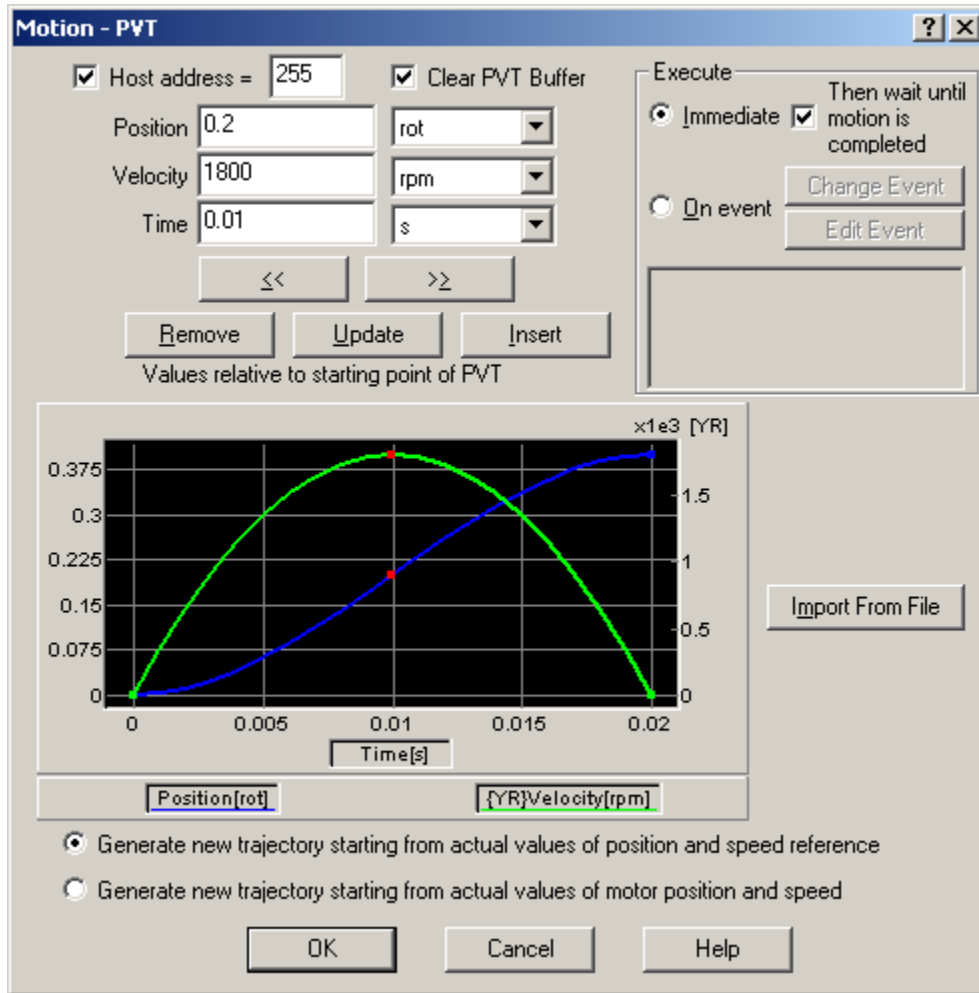 Motion - PVT
? X
Host address = 255
Clear PVT Buffer
Position 0.2 rot
Velocity 1800 rpm
Time 0.01 s
<< >>
Remove Update Insert
Values relative to starting point of PVT
Execute
Immediate
Then wait until
motion is
completed
On event
Change Event
Edit Event
x1e3 [YR]
0.375
0.3
0.225
0.15
0.075
0
1.5
1
0.5
0
0 0.005 0.01 0.015 0.02
Time[s]
Position[rot] {YR}Velocity[rpm]
Import From File
Generate new trajectory starting from actual values of position and speed reference
Generate new trajectory starting from actual values of motor position and speed
OK Cancel Help